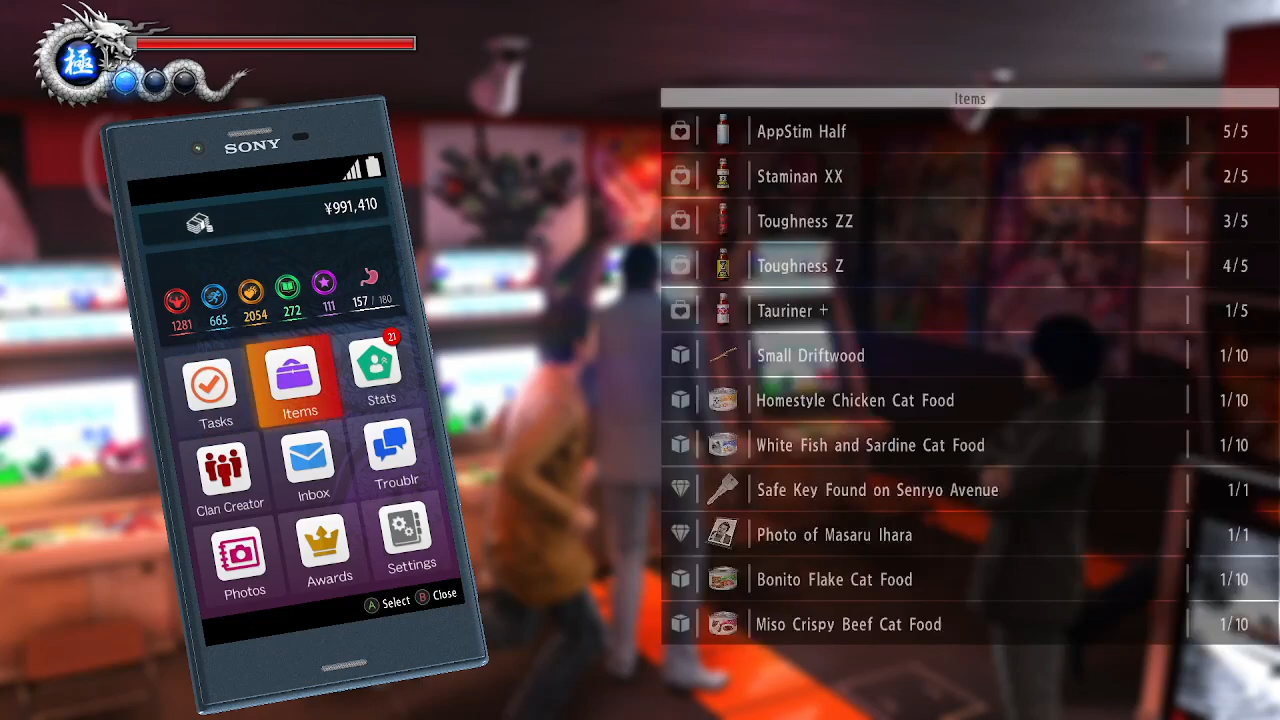 極
SONY
¥991,410
1281
665
2054
272
111
157 / 180
21
Tasks
Items
Stats
Clan Creator
Inbox
Troublr
Photos
Awards
Settings
A Select B Close
Items
AppStim Half 5/5
Staminan XX 2/5
Toughness ZZ 3/5
Toughness Z 4/5
Tauriner + 1/5
Small Driftwood 1/10
Homestyle Chicken Cat Food 1/10
White Fish and Sardine Cat Food 1/10
Safe Key Found on Senryo Avenue 1/1
Photo of Masaru Ihara 1/1
Bonito Flake Cat Food 1/10
Miso Crispy Beef Cat Food 1/10